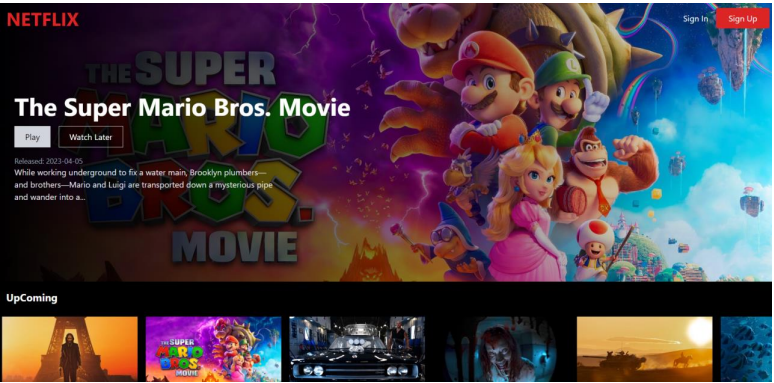 NETFLIX
Sign In
Sign Up
THE SUPER
MARIO
BROS.
MOVIE
The Super Mario Bros. Movie
Play
Watch Later
Released: 2023-04-05
While working underground to fix a water main, Brooklyn plumbers—
and brothers—Mario and Luigi are transported down a mysterious pipe
and wander into a...
UpComing
THE SUPER
MARIO
BROS.
MOVIE